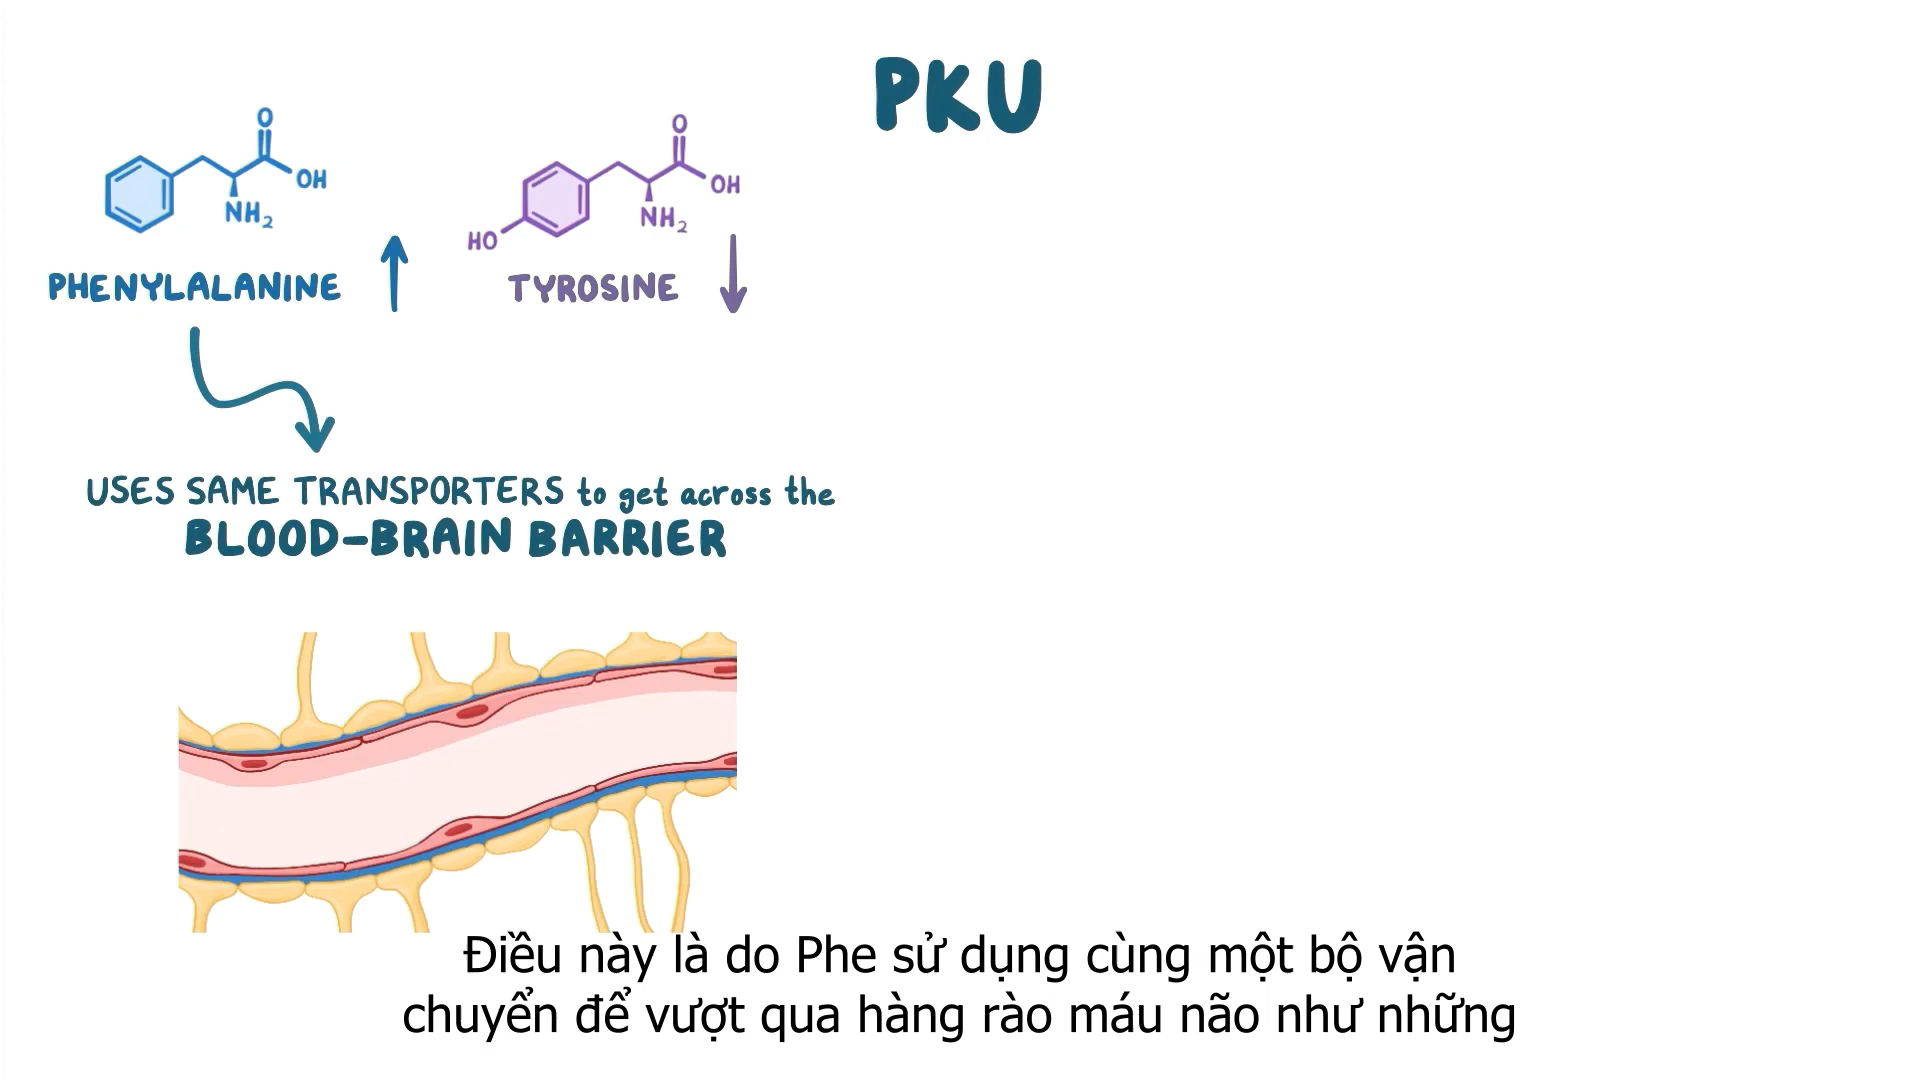 PKU
O
OH
NH2
PHENYLALANINE
O
OH
NH2
HO
TYROSINE
USES SAME TRANSPORTERS to get across the
BLOOD-BRAIN BARRIER
Điều này là do Phe sử dụng cùng một bộ vận
chuyển để vượt qua hàng rào máu não như những